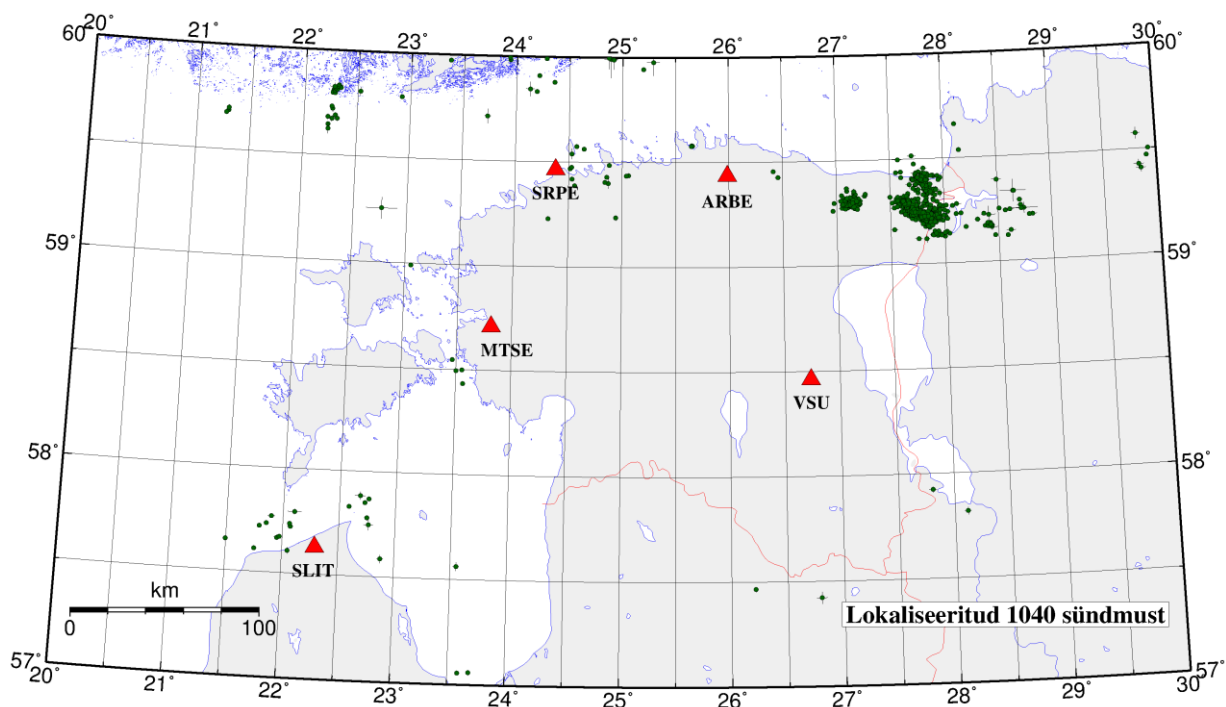 20˚ 21˚ 22˚ 23˚ 24˚ 25˚ 26˚ 27˚ 28˚ 29˚ 30˚
60˚ 60˚
SRPE
ARBE
59˚ 59˚
MTSE
VSU
58˚ 58˚
SLIT
km
0 100
Lokaliseeritud 1040 sündmust
57˚ 57˚
20˚ 21˚ 22˚ 23˚ 24˚ 25˚ 26˚ 27˚ 28˚ 29˚ 30˚